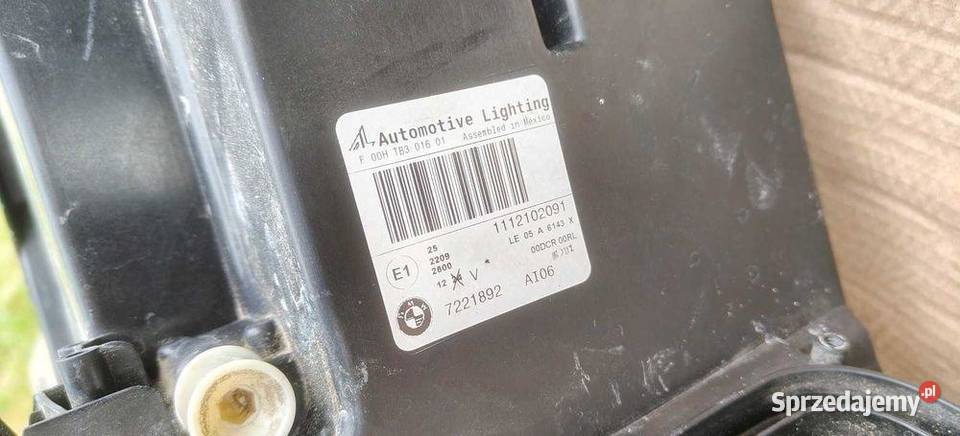 Automotive Lighting
F 00H TB3 016 01 Assembled in Mexico
1112102091
LE 05 A 6143 X
00DCR 00RL
25
2209
2600
E1
12 V *
7221892 AI06
Sprzedajemy.pl